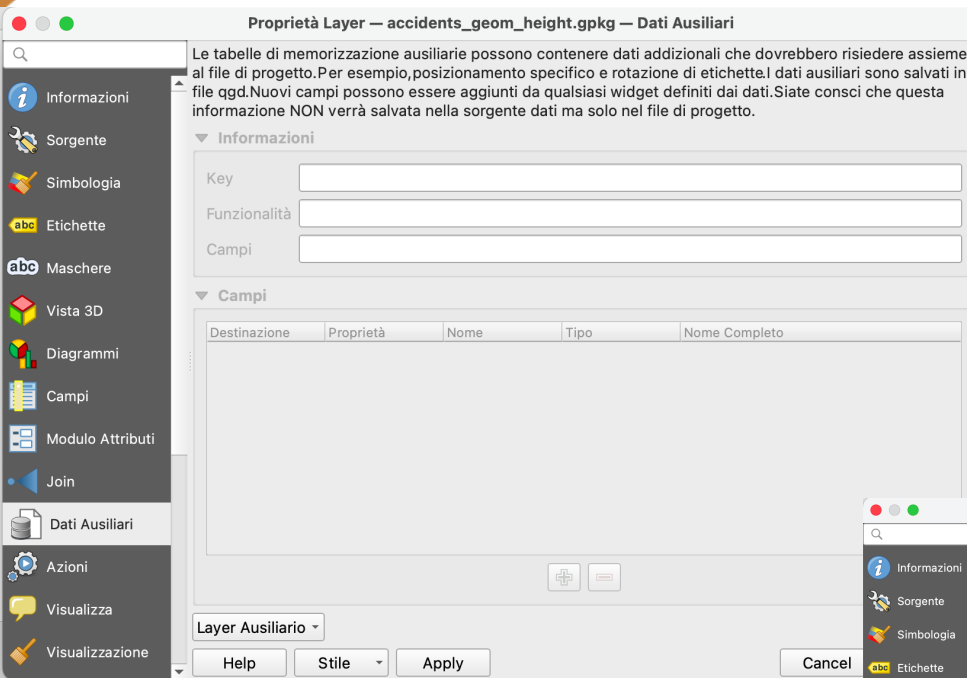 Proprietà Layer — accidents_geom_height.gpkg — Dati Ausiliari
Le tabelle di memorizzazione ausiliarie possono contenere dati addizionali che dovrebbero risiedere assieme
al file di progetto.Per esempio,posizionamento specifico e rotazione di etichette.I dati ausiliari sono salvati in
file qgd.Nuovi campi possono essere aggiunti da qualsiasi widget definiti dai dati.Siate consci che questa
informazione NON verrà salvata nella sorgente dati ma solo nel file di progetto.
Informazioni
Sorgente
Simbologia
abc Etichette
abc Maschere
Vista 3D
Diagrammi
Campi
Modulo Attributi
Join
Dati Ausiliari
Azioni
Visualizza
Visualizzazione
Informazioni
Key
Funzionalità
Campi
Campi
Destinazione Proprietà Nome Tipo Nome Completo
Layer Ausiliario
Help Stile Apply Cancel
Informazioni
Sorgente
Simbologia
abc Etichette